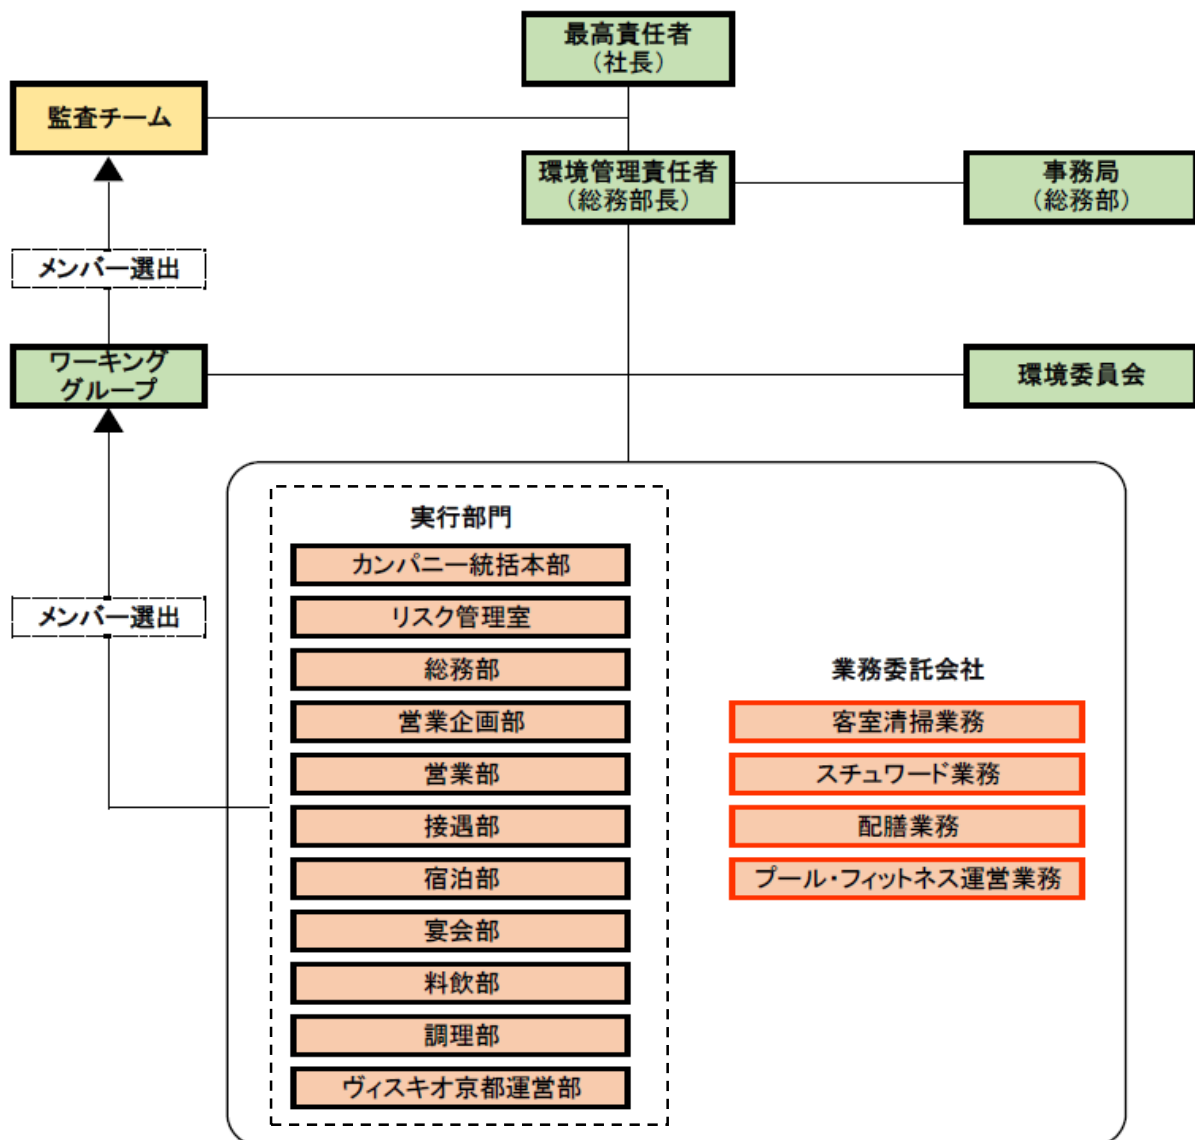 最高責任者
（社長）
監査チーム
環境管理責任者
（総務部長）
事務局
（総務部）
メンバー選出
ワーキング
グループ
環境委員会
実行部門
カンパニー統括本部
リスク管理室
総務部
営業企画部
営業部
接遇部
宿泊部
宴会部
料飲部
調理部
ヴィスキオ京都運営部
メンバー選出
業務委託会社
客室清掃業務
スチュワード業務
配膳業務
プール・フィットネス運営業務